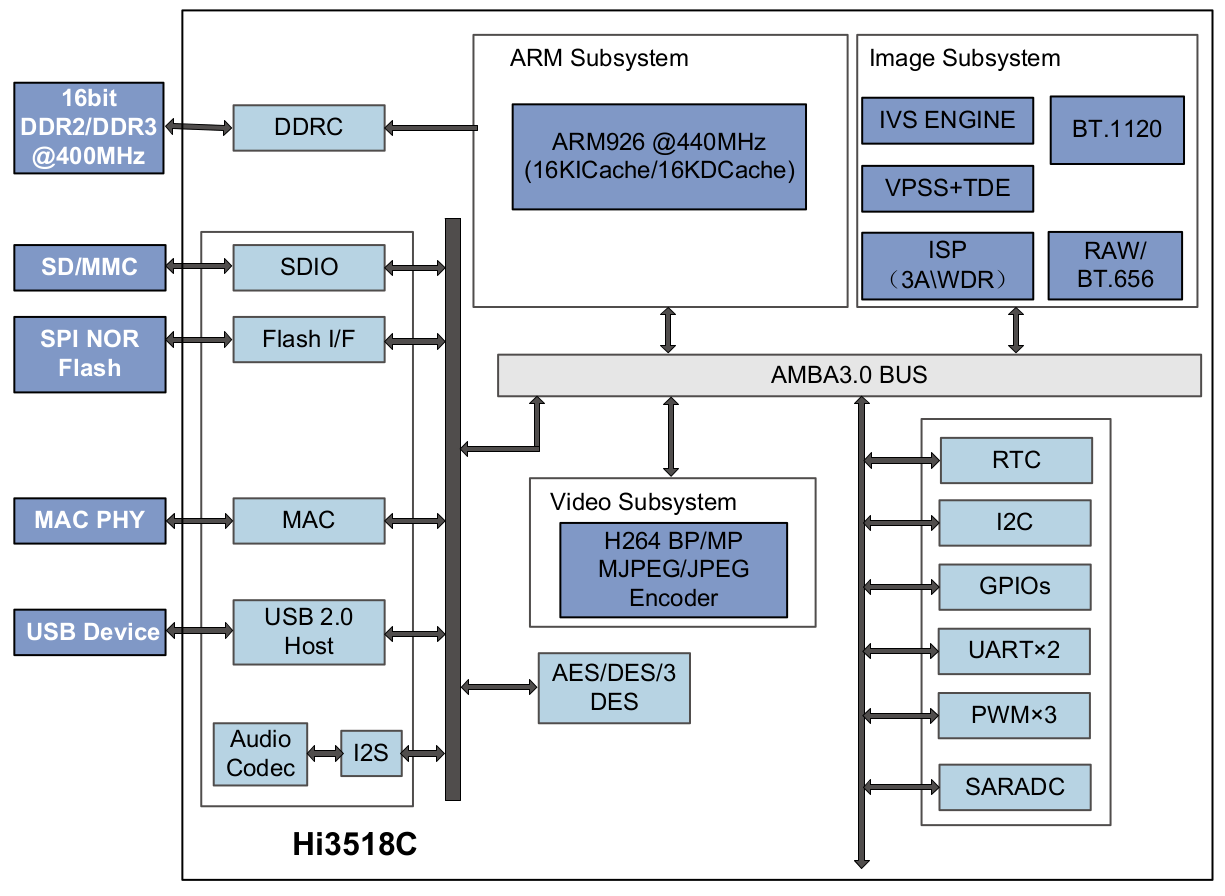 16bit
DDR2/DDR3
@400MHz
DDRC
ARM Subsystem
ARM926 @440MHz
(16KICache/16KDCache)
Image Subsystem
IVS ENGINE
BT.1120
VPSS+TDE
ISP
（3A\WDR）
RAW/
BT.656
SD/MMC
SDIO
SPI NOR
Flash
Flash I/F
AMBA3.0 BUS
MAC PHY
MAC
USB Device
USB 2.0
Host
Audio
Codec
I2S
Video Subsystem
H264 BP/MP
MJPEG/JPEG
Encoder
AES/DES/3
DES
RTC
I2C
GPIOs
UART×2
PWM×3
SARADC
Hi3518C